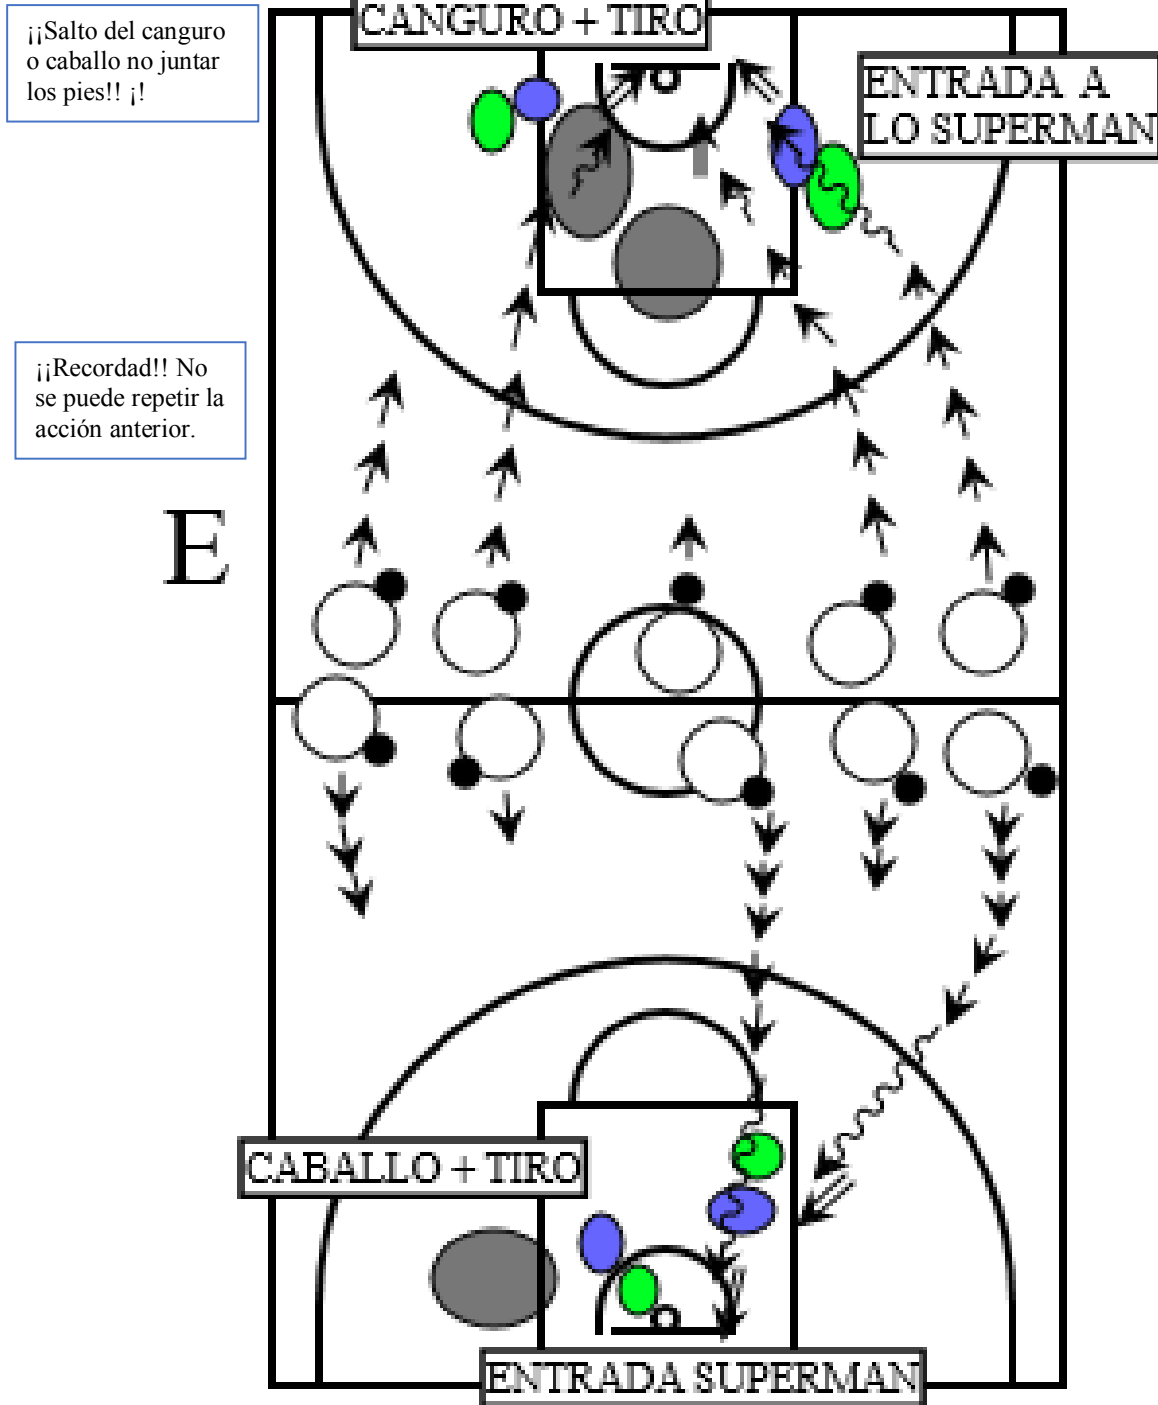 CANGURO + TIRO
¡¡Salto del canguro
o caballo no juntar
los pies!! ¡!
ENTRADA A
LO SUPERMAN
¡¡Recordad!! No
se puede repetir la
acción anterior.
E
CABALLO + TIRO
ENTRADA SUPERMAN